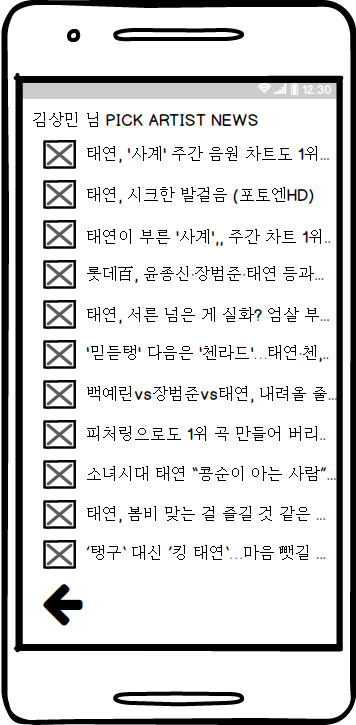 12:30
김상민 님 PICK ARTIST NEWS
태연, '사계' 주간 음원 차트도 1위...
태연, 시크한 발걸음 (포토엔HD)
태연이 부른 '사계',, 주간 차트 1위..
롯데百, 윤종신·장범준·태연 등과...
태연, 서른 넘은 게 실화? 엄살 부...
'믿듣탱' 다음은 '첸라드'...태연·첸,..
백예린vs장범준vs태연, 내려올 줄...
피처링으로도 1위 곡 만들어 버리..
소녀시대 태연 “콩순이 아는 사람”...
태연, 봄비 맞는 걸 즐길 것 같은 ...
‘탱구‘ 대신 ‘킹 태연‘...마음 뺏길 ...